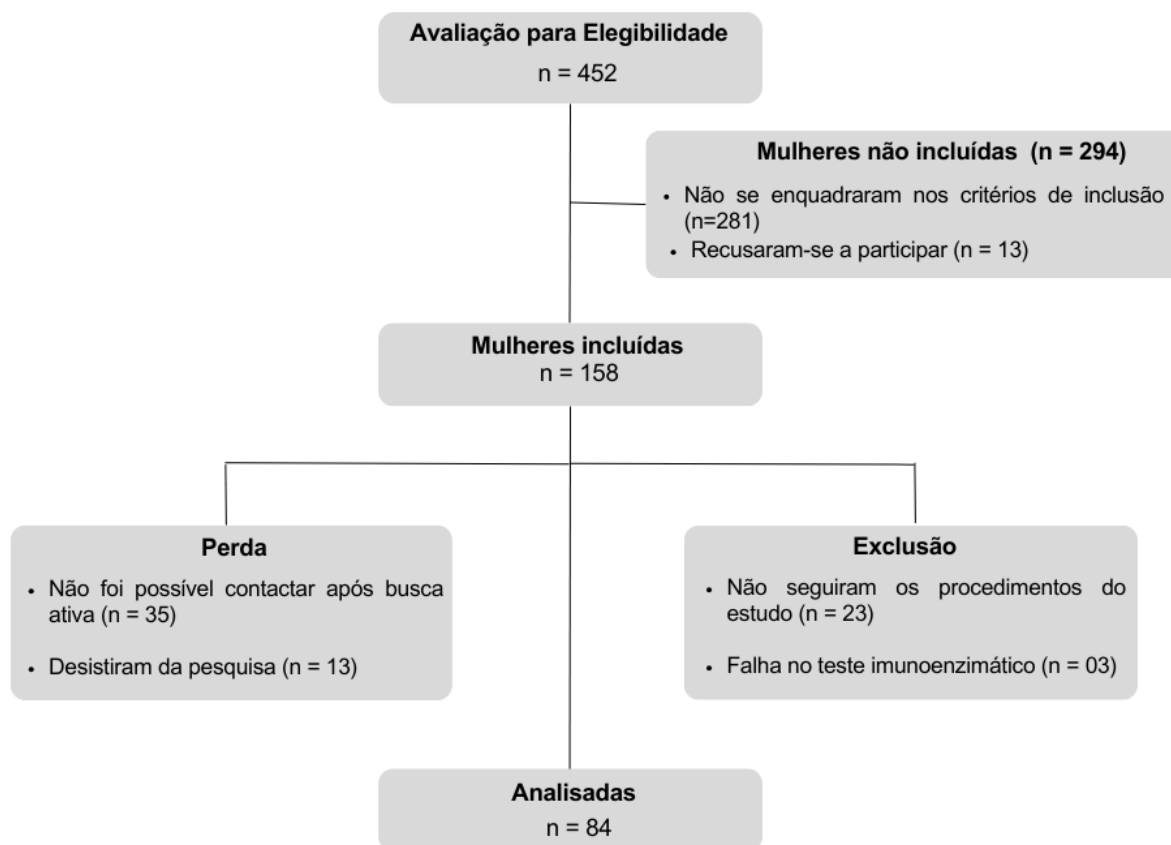 Avaliação para Elegibilidade
n = 452
Mulheres não incluídas (n = 294)
• Não se enquadraram nos critérios de inclusão
(n=281)
• Recusaram-se a participar (n = 13)
Mulheres incluídas
n = 158
Perda
• Não foi possível contactar após busca
ativa (n = 35)
• Desistiram da pesquisa (n = 13)
Exclusão
• Não seguiram os procedimentos do
estudo (n = 23)
• Falha no teste imunoenzimático (n = 03)
Analisadas
n = 84